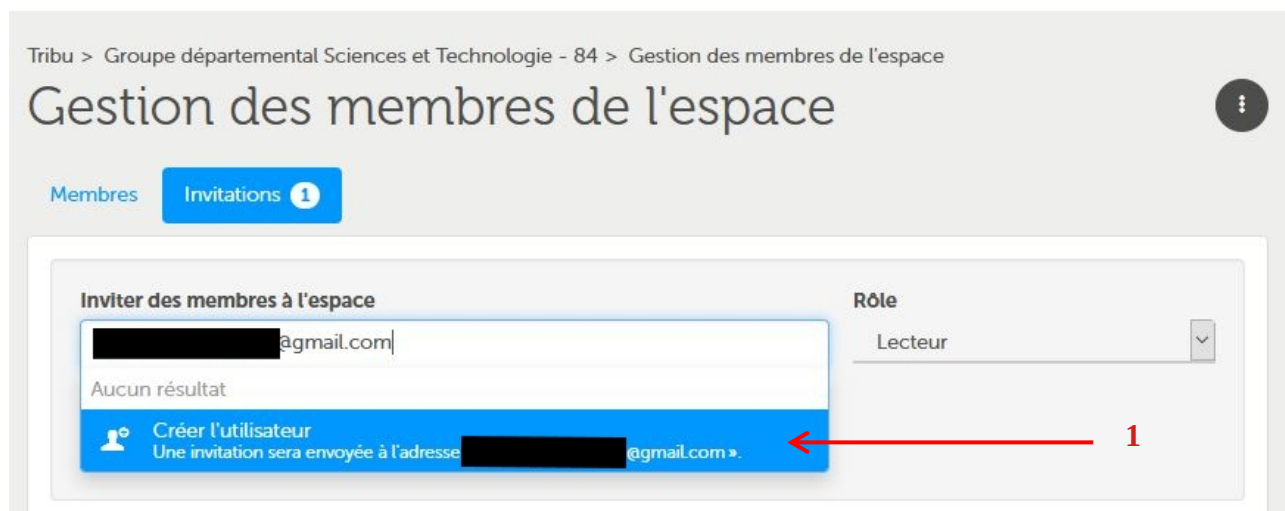 Tribu > Groupe départemental Sciences et Technologie - 84 > Gestion des membres de l'espace
Gestion des membres de l'espace
Membres
Invitations 1
Inviter des membres à l'espace
Rôle
@gmail.com
Lecteur
Aucun résultat
Créer l'utilisateur
Une invitation sera envoyée à l'adresse @gmail.com ».
1